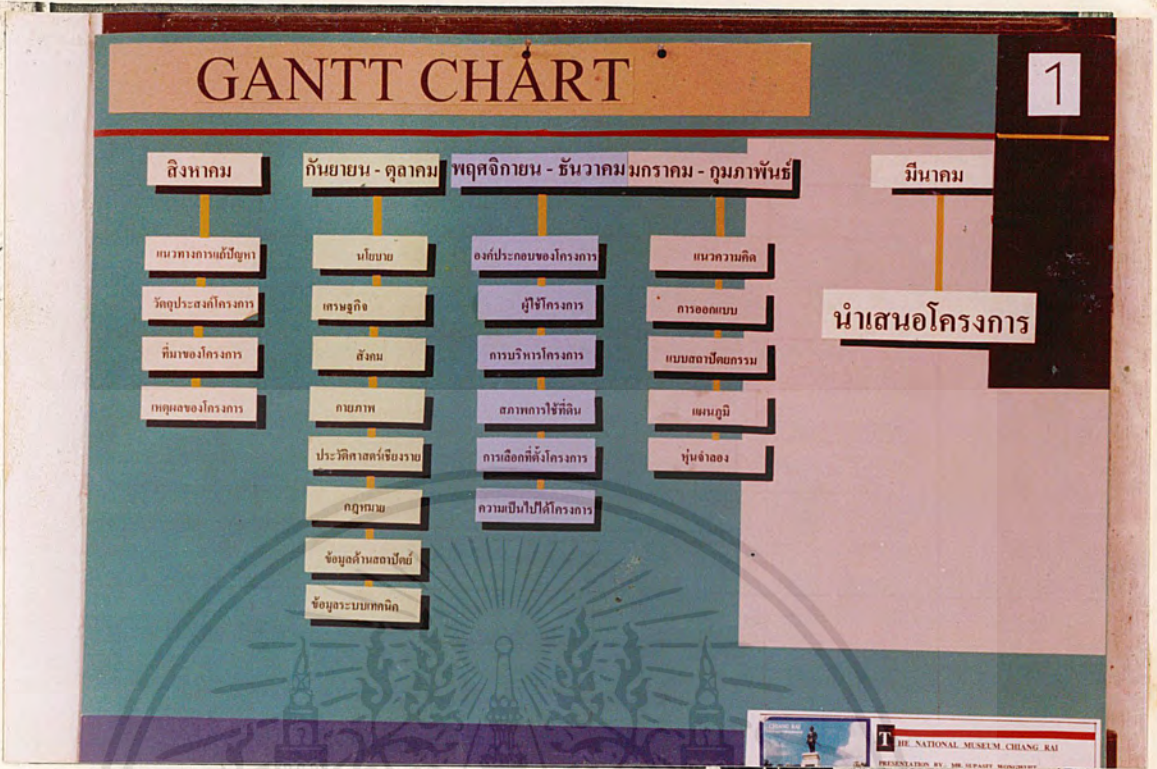 GANTT CHART
1
สิงหาคม
แนวทางการแก้ปัญหา
วัตถุประสงค์โครงการ
ที่มาของโครงการ
เหตุผลของโครงการ
กันยายน - ตุลาคม
นโยบาย
เศรษฐกิจ
สังคม
กายภาพ
ประวัติศาสตร์เชียงราย
กฎหมาย
ข้อมูลด้านสถาปัตย์
ข้อมูลระบบเทคนิค
พฤศจิกายน - ธันวาคม
องค์ประกอบของโครงการ
ผู้ใช้โครงการ
การบริหารโครงการ
สภาพการใช้ที่ดิน
การเลือกที่ตั้งโครงการ
ความเป็นไปได้โครงการ
มกราคม - กุมภาพันธ์
แนวความคิด
การออกแบบ
แบบสถาปัตยกรรม
แผนภูมิ
หุ่นจำลอง
มีนาคม
นำเสนอโครงการ
CHIANG RAI
THE NATIONAL MUSEUM CHIANG RAI
PRESENTATION BY : MR. SUPASIT